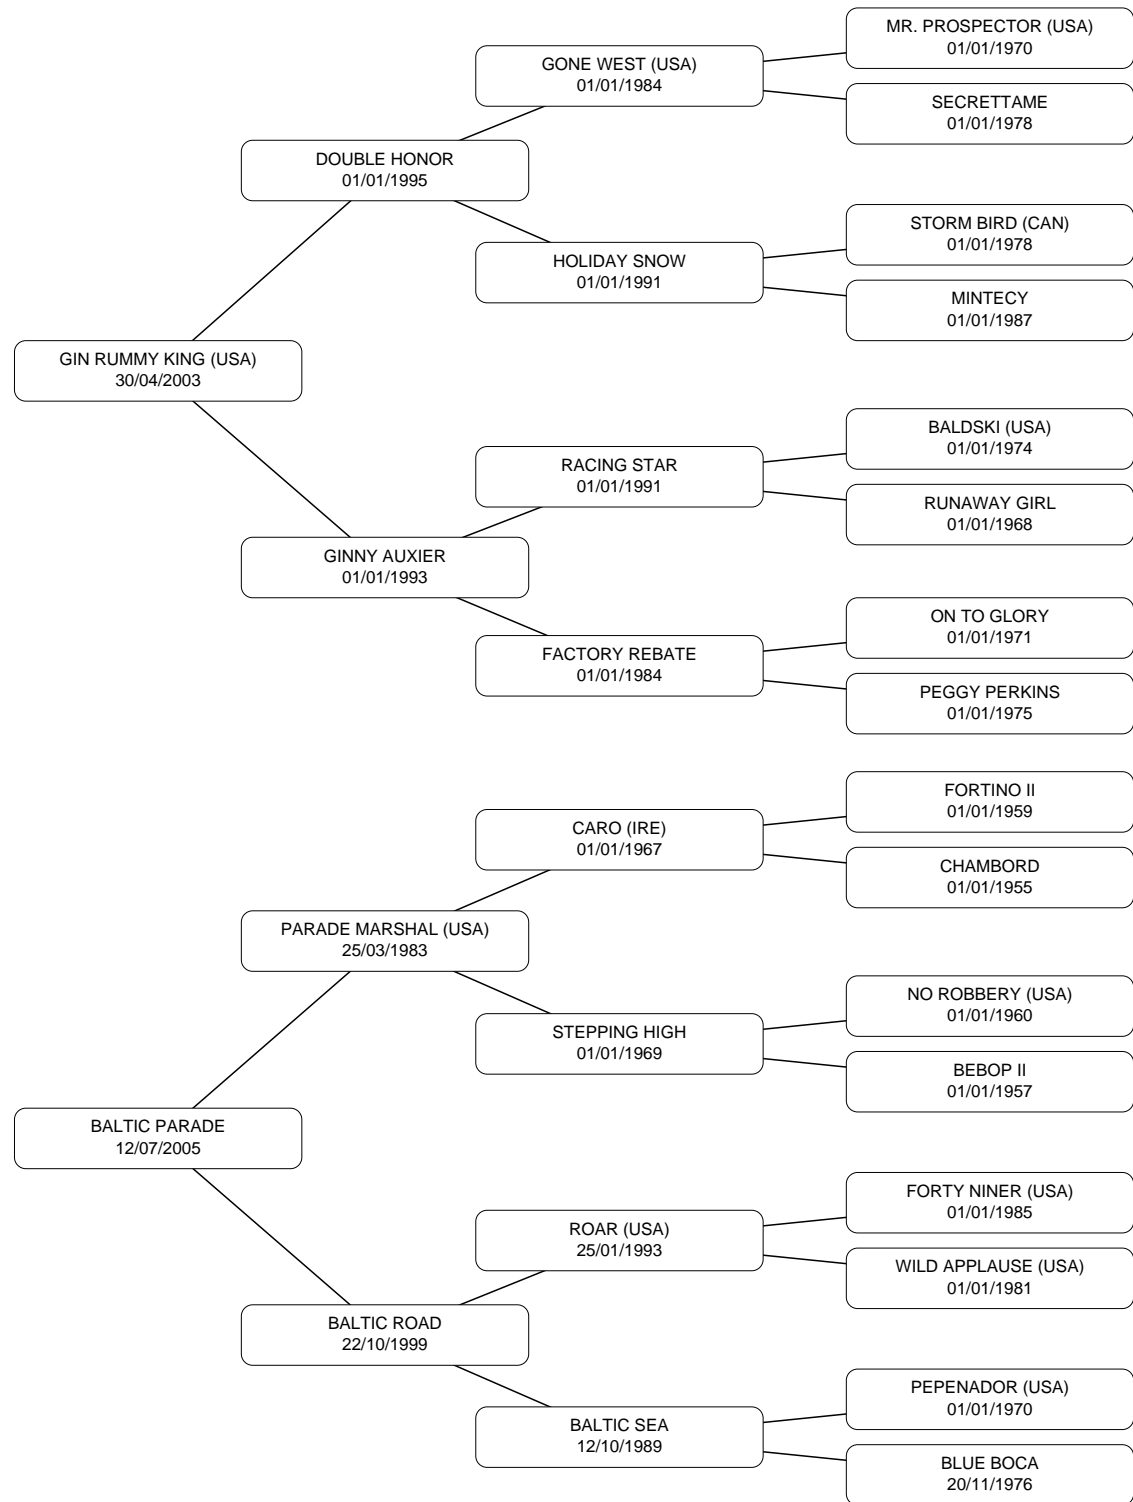 MR. PROSPECTOR (USA)
01/01/1970
GONE WEST (USA)
01/01/1984
SECRETTAME
01/01/1978
DOUBLE HONOR
01/01/1995
STORM BIRD (CAN)
01/01/1978
HOLIDAY SNOW
01/01/1991
MINTECY
01/01/1987
GIN RUMMY KING (USA)
30/04/2003
BALDSKI (USA)
01/01/1974
RACING STAR
01/01/1991
RUNAWAY GIRL
01/01/1968
GINNY AUXIER
01/01/1993
ON TO GLORY
01/01/1971
FACTORY REBATE
01/01/1984
PEGGY PERKINS
01/01/1975
FORTINO II
01/01/1959
CARO (IRE)
01/01/1967
CHAMBORD
01/01/1955
PARADE MARSHAL (USA)
25/03/1983
NO ROBBERY (USA)
01/01/1960
STEPPING HIGH
01/01/1969
BEBOP II
01/01/1957
BALTIC PARADE
12/07/2005
FORTY NINER (USA)
01/01/1985
ROAR (USA)
25/01/1993
WILD APPLAUSE (USA)
01/01/1981
BALTIC ROAD
22/10/1999
PEPENADOR (USA)
01/01/1970
BALTIC SEA
12/10/1989
BLUE BOCA
20/11/1976